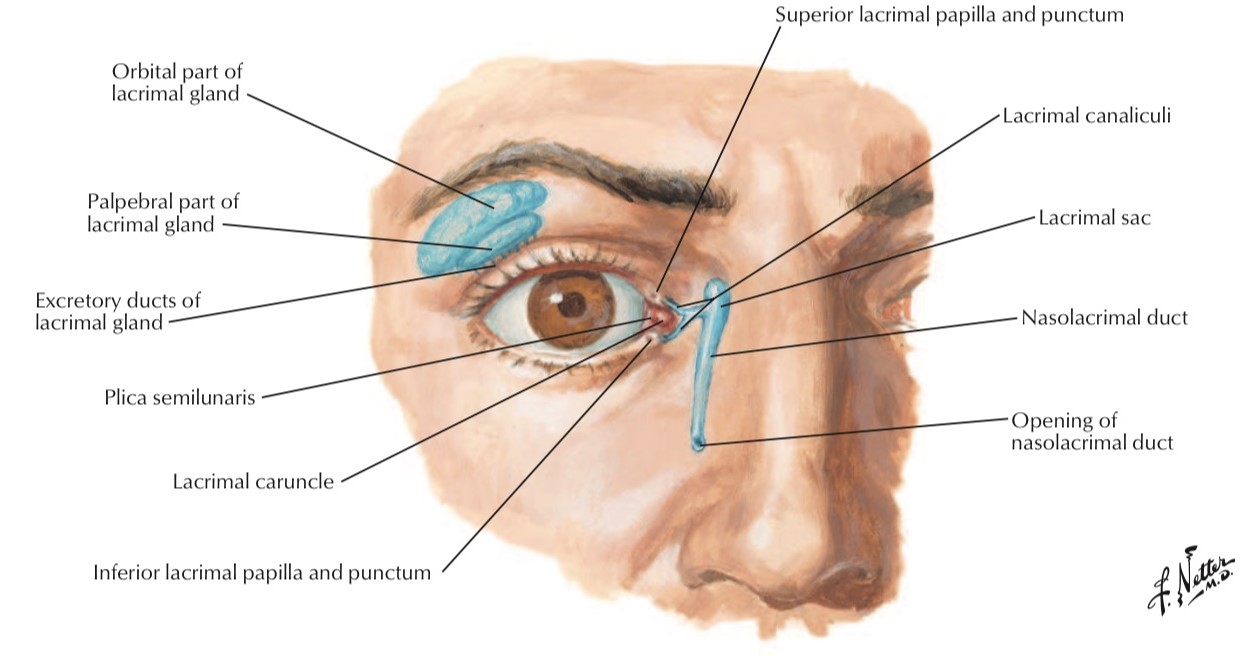 Superior lacrimal papilla and punctum
Orbital part of
lacrimal gland
Lacrimal canaliculi
Palpebral part of
lacrimal gland
Lacrimal sac
Excretory ducts of
lacrimal gland
Nasolacrimal duct
Plica semilunaris
Opening of
nasolacrimal duct
Lacrimal caruncle
Inferior lacrimal papilla and punctum
F. Netter
M.D.